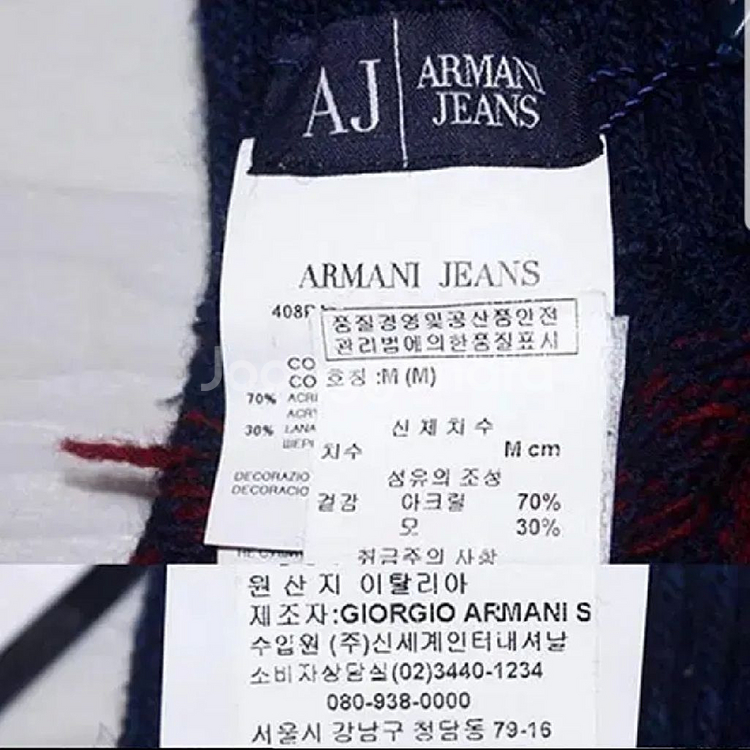 AJ ARMANI JEANS
ARMANI JEANS
품질경영및공산품안전
관리법에의한품질표시
호칭 :M (M)
신 체 치 수
치수 M cm
섬유의 조성
겉감 아크릴 70%
모 30%
취급주의 사항
CO
CO
70% ACRI
ACRY
30% LANA
DECORAZIO
DECORACIO
원 산 지 이탈리아
제조자:GIORGIO ARMANI S
수입원 (주)신세계인터내셔날
소비자상담실(02)3440-1234
080-938-0000
서울시 강남구 청담동 79-16